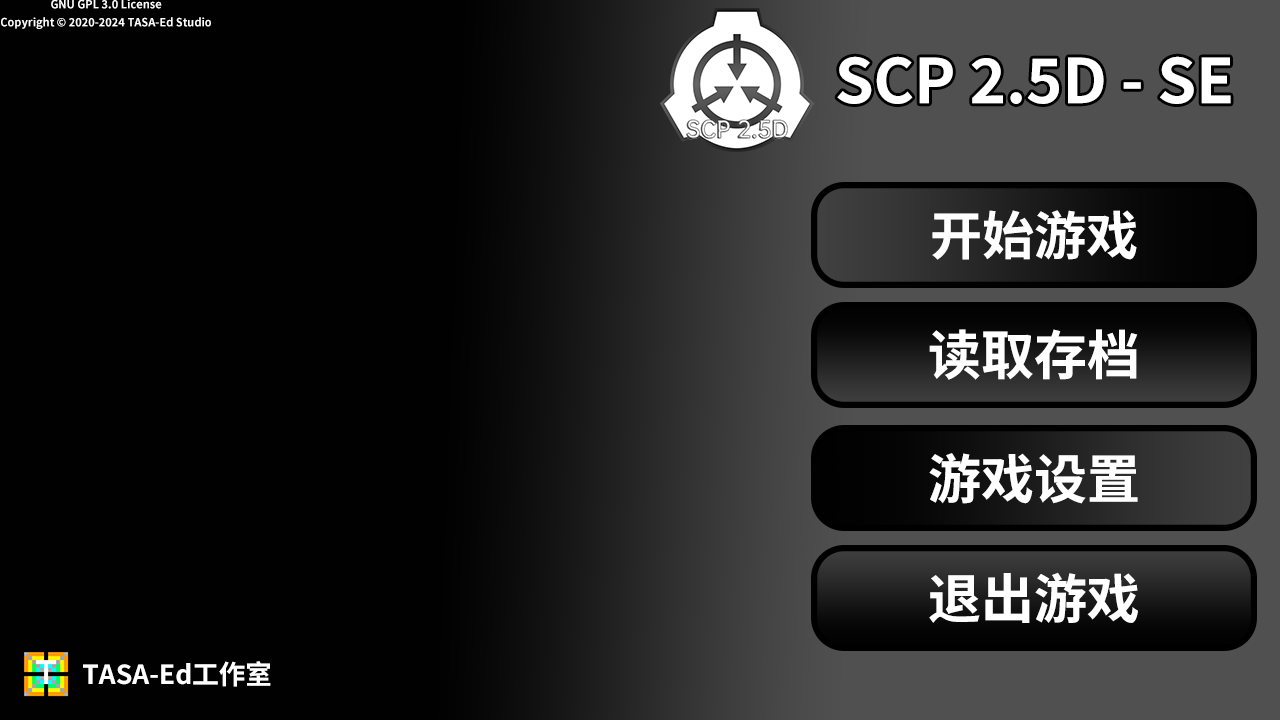 GNU GPL 3.0 License
Copyright © 2020-2024 TASA-Ed Studio
SCP 2.5D
SCP 2.5D - SE
开始游戏
读取存档
游戏设置
退出游戏
T
TASA-Ed工作室